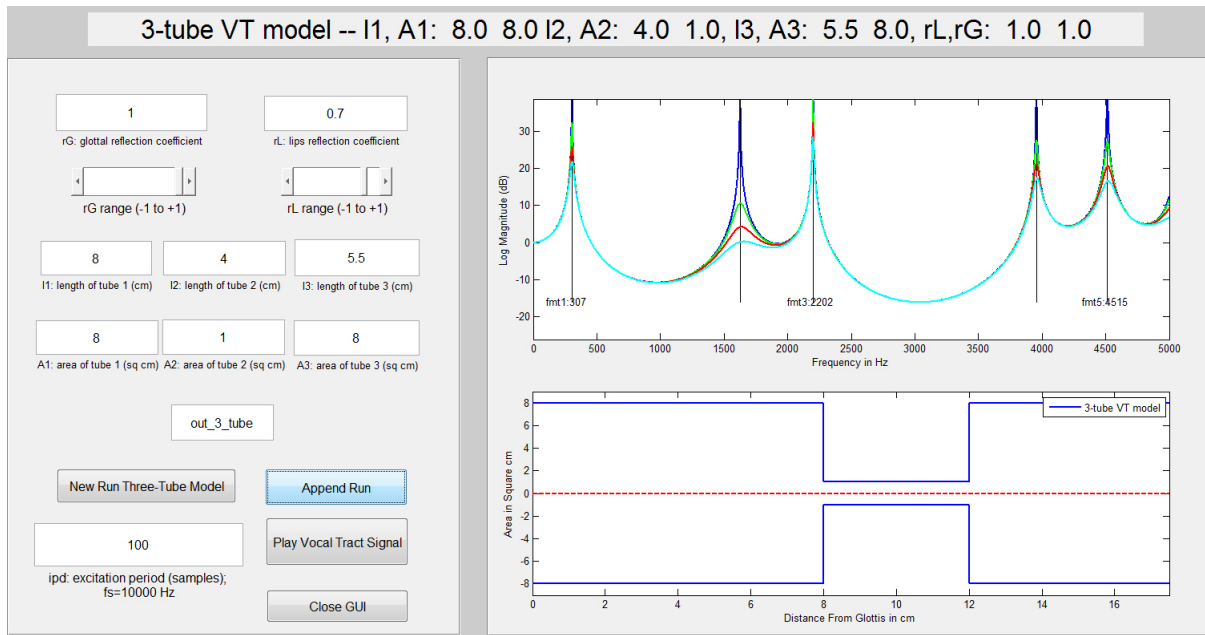 3-tube VT model -- l1, A1: 8.0 8.0 l2, A2: 4.0 1.0, l3, A3: 5.5 8.0, rL,rG: 1.0 1.0
1
rG: glottal reflection coefficient
0.7
rL: lips reflection coefficient
rG range (-1 to +1)
rL range (-1 to +1)
8
l1: length of tube 1 (cm)
4
l2: length of tube 2 (cm)
5.5
l3: length of tube 3 (cm)
8
A1: area of tube 1 (sq cm)
1
A2: area of tube 2 (sq cm)
8
A3: area of tube 3 (sq cm)
out_3_tube
New Run Three-Tube Model
Append Run
100
ipd: excitation period (samples);
fs=10000 Hz
Play Vocal Tract Signal
Close GUI
Log Magnitude (dB)
30
20
10
0
-10
-20
fmt1:307
fmt3:2202
fmt5:4515
0 500 1000 1500 2000 2500 3000 3500 4000 4500 5000
Frequency in Hz
Area in Square cm
8
6
4
2
0
-2
-4
-6
-8
3-tube VT model
0 2 4 6 8 10 12 14 16
Distance From Glottis in cm